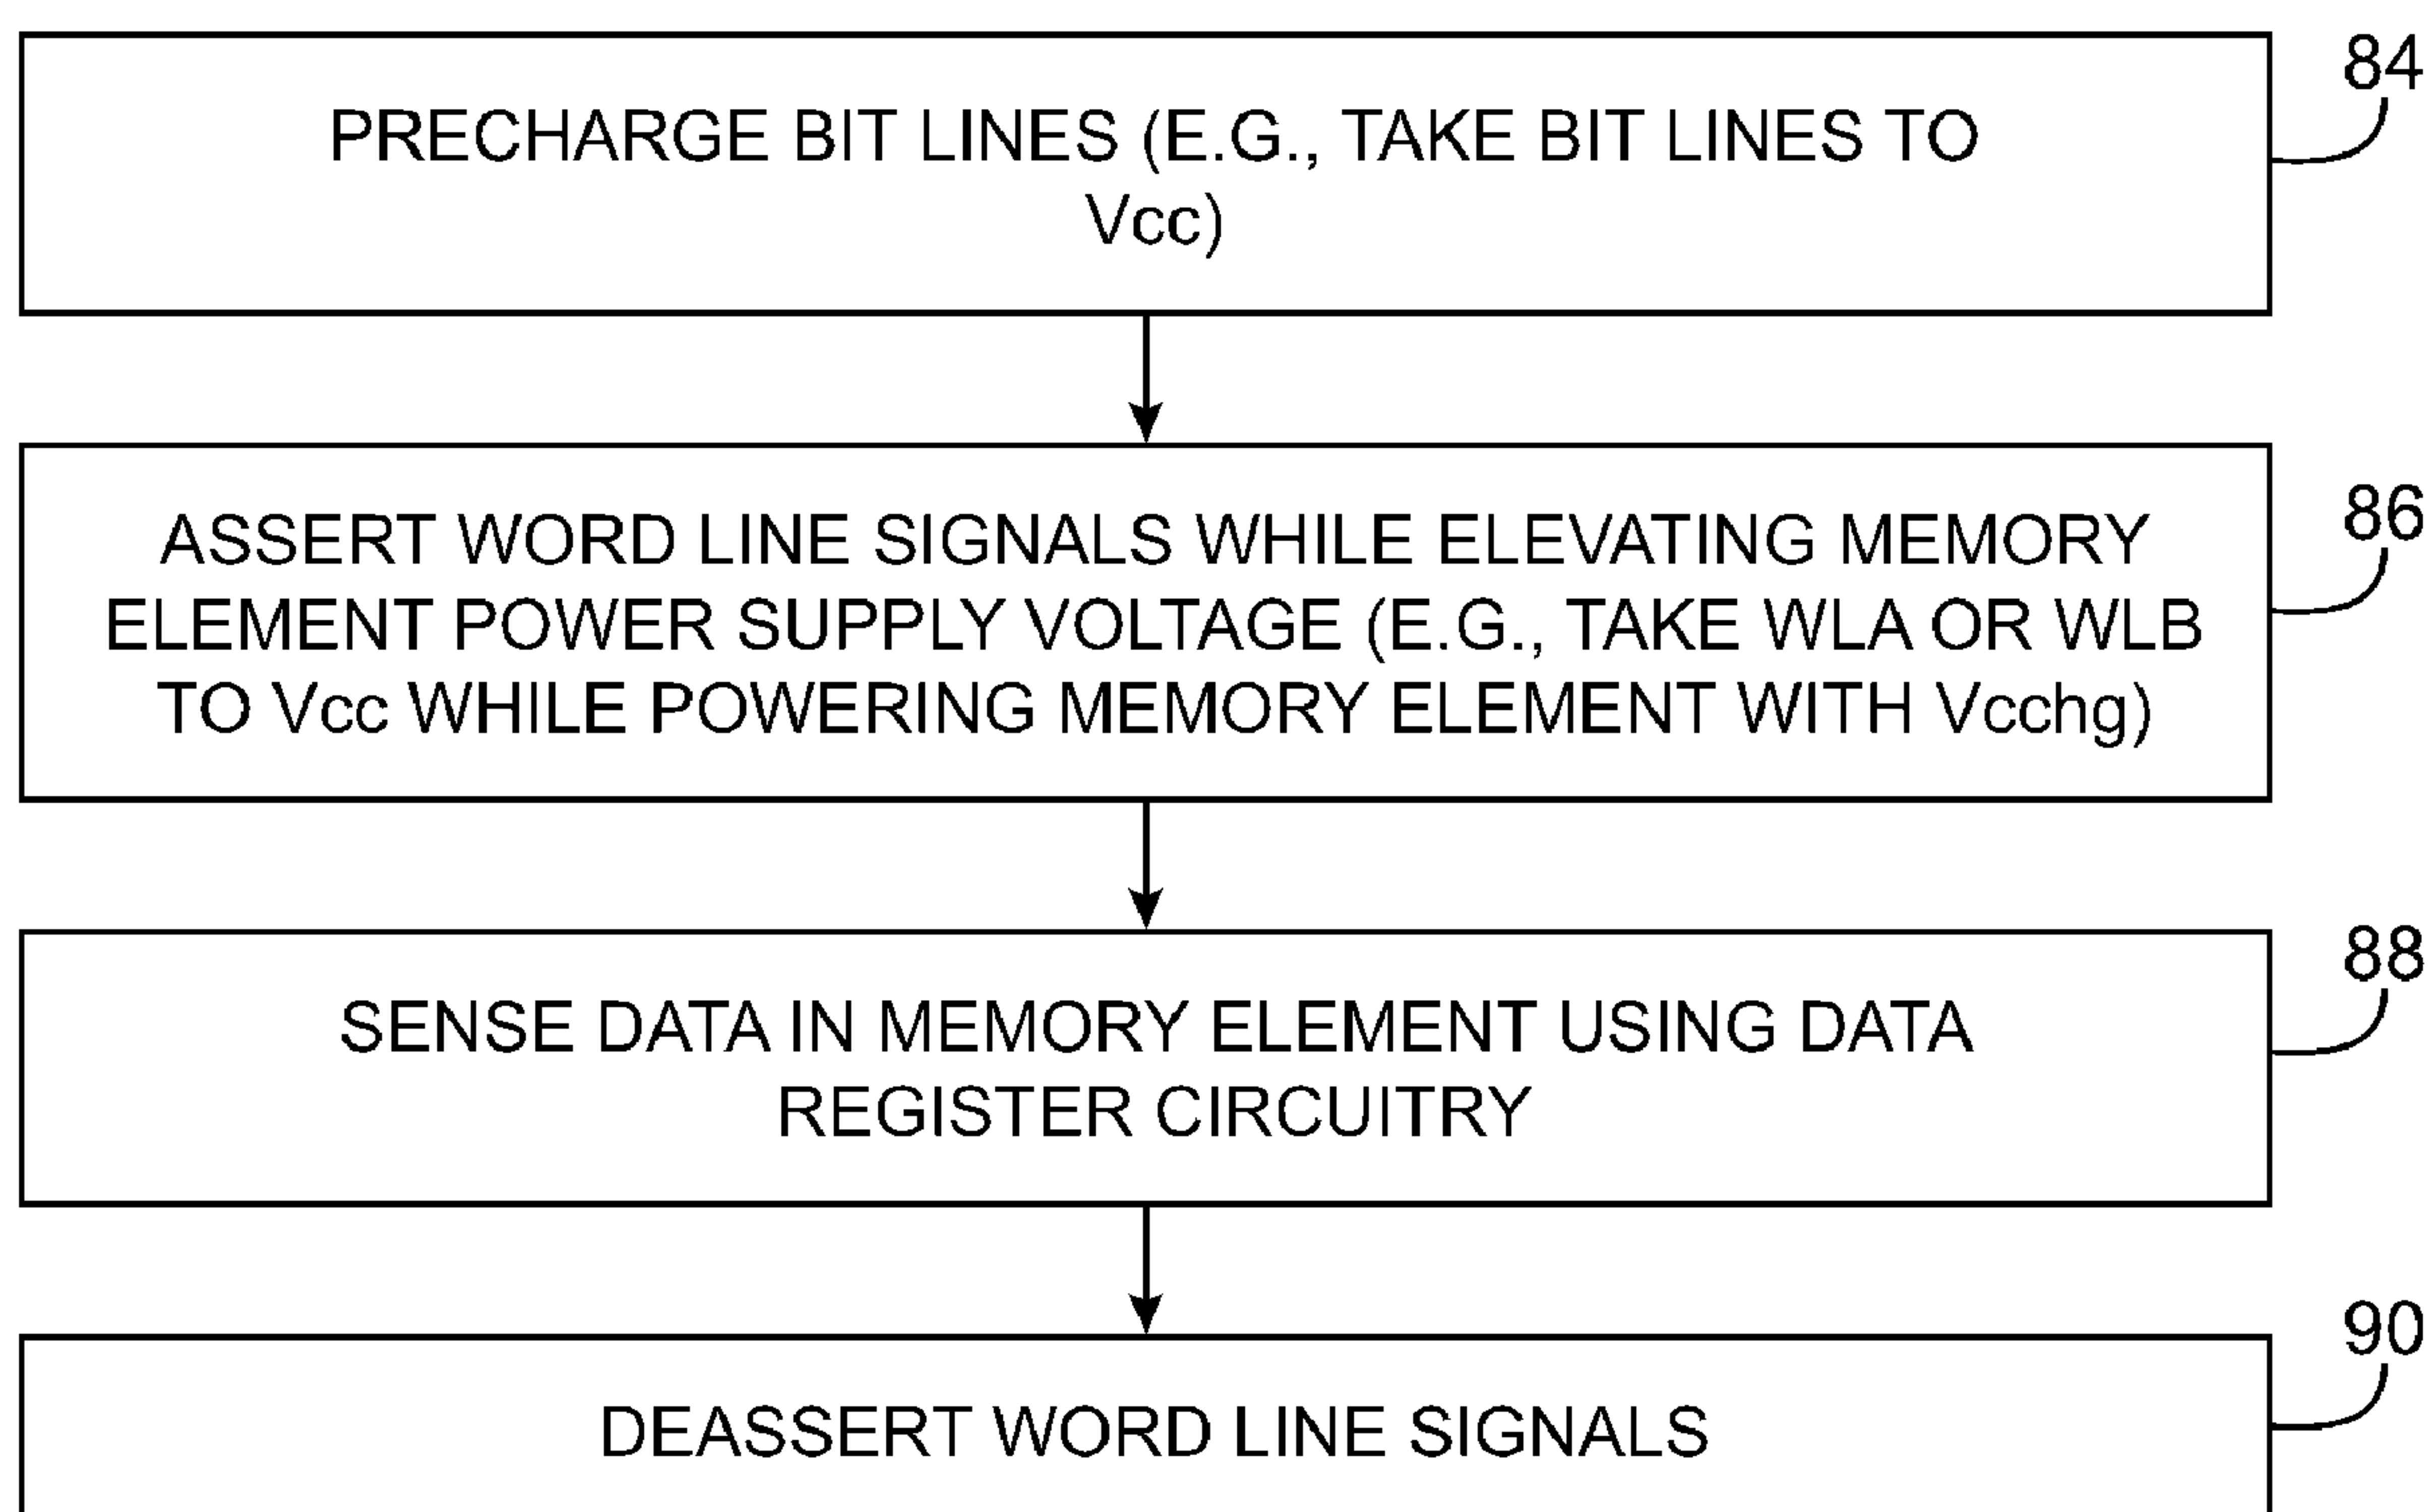 84
PRECHARGE BIT LINES (E.G., TAKE BIT LINES TO
Vcc)
86
ASSERT WORD LINE SIGNALS WHILE ELEVATING MEMORY
ELEMENT POWER SUPPLY VOLTAGE (E.G., TAKE WLA OR WLB
TO Vcc WHILE POWERING MEMORY ELEMENT WITH Vcchg)
88
SENSE DATA IN MEMORY ELEMENT USING DATA
REGISTER CIRCUITRY
90
DEASSERT WORD LINE SIGNALS